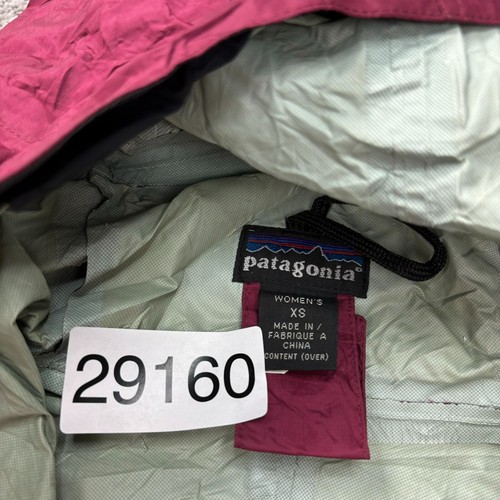 patagonia®
WOMEN'S
XS
MADE IN /
FABRIQUE A
CHINA
CONTENT (OVER)
29160